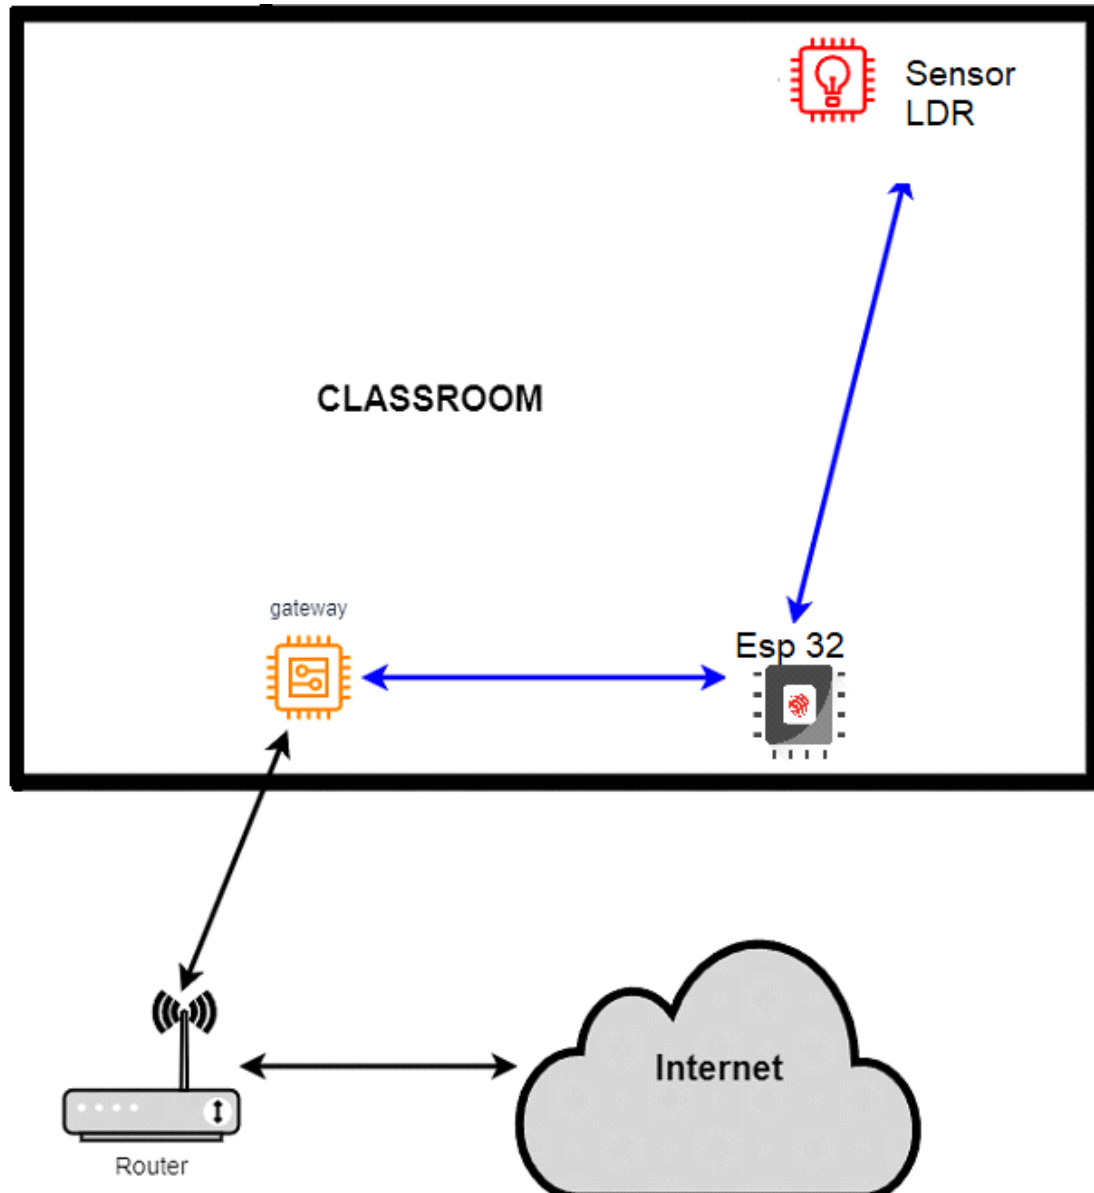 Sensor
LDR
CLASSROOM
gateway
Esp 32
Internet
Router